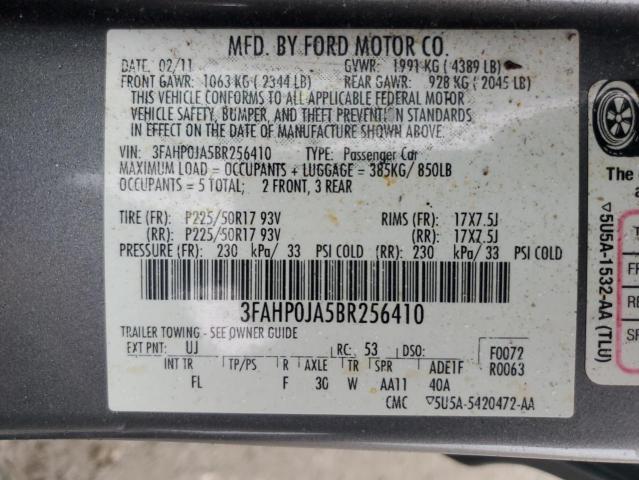 MFD. BY FORD MOTOR CO.
DATE: 02/11 GVWR: 1991 KG ( 4389 LB)
FRONT GAWR: 1063 KG ( 2344 LB) REAR GAWR: 928 KG ( 2045 LB)
THIS VEHICLE CONFORMS TO ALL APPLICABLE FEDERAL MOTOR
VEHICLE SAFETY, BUMPER, AND THEFT PREVENTION STANDARDS
IN EFFECT ON THE DATE OF MANUFACTURE SHOWN ABOVE.
VIN: 3FAHP0JA5BR256410 TYPE: Passenger Car
MAXIMUM LOAD = OCCUPANTS + LUGGAGE = 385KG/ 850LB
OCCUPANTS = 5 TOTAL; 2 FRONT, 3 REAR
TIRE (FR): P225/50R17 93V RIMS (FR): 17X7.5J
(RR): P225/50R17 93V (RR): 17X7.5J
PRESSURE (FR): 230 kPa/ 33 PSI COLD (RR): 230 kPa/ 33 PSI COLD
3FAHP0JA5BR256410
TRAILER TOWING - SEE OWNER GUIDE
EXT PNT: UJ RC: 53 DSO: F0072
INT TR TP/PS R AXLE TR SPR ADE1F R0063
FL F 30 W AA11 40A
CMC ▽5U5A-5420472-AA
The
▽5U5A-1532-AA (TLU)